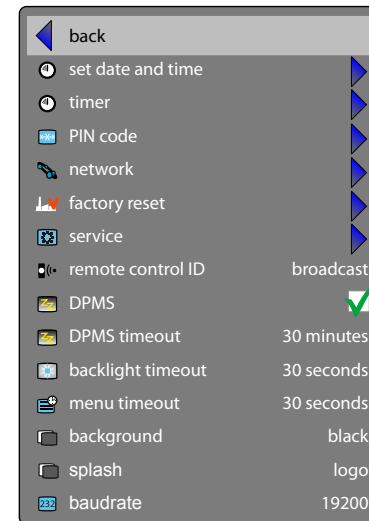 back
set date and time
timer
PIN code
network
factory reset
service
remote control ID broadcast
DPMS
DPMS timeout 30 minutes
backlight timeout 30 seconds
menu timeout 30 seconds
background black
splash logo
232 baudrate 19200